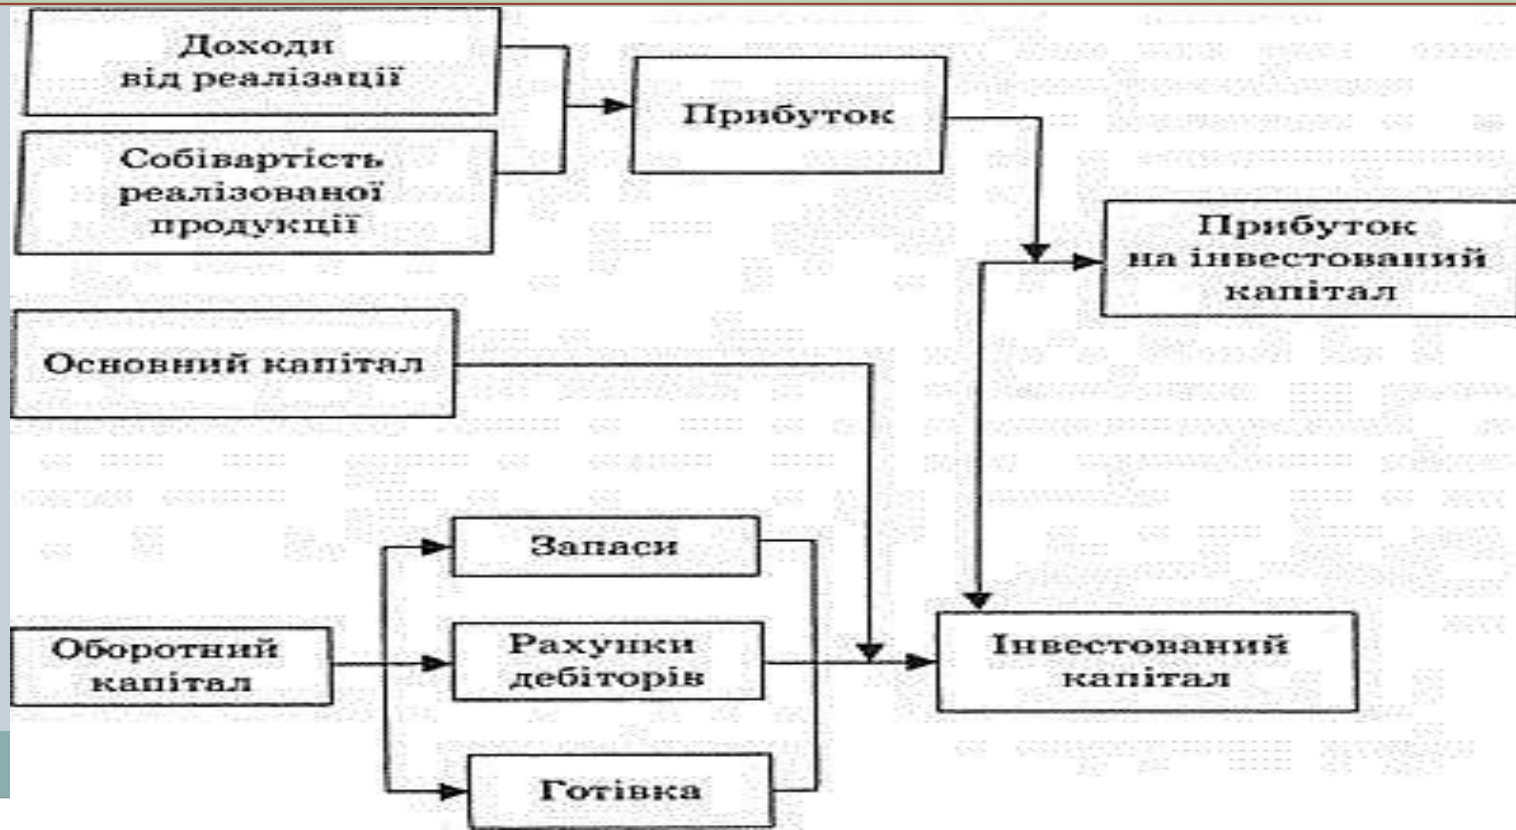 Доходи
від реалізації
Прибуток
Собівартість
реалізованої
продукції
Прибуток
на інвестований
капітал
Основний капітал
Запаси
Оборотний
капітал
Рахунки
дебіторів
Інвестований
капітал
Готівка